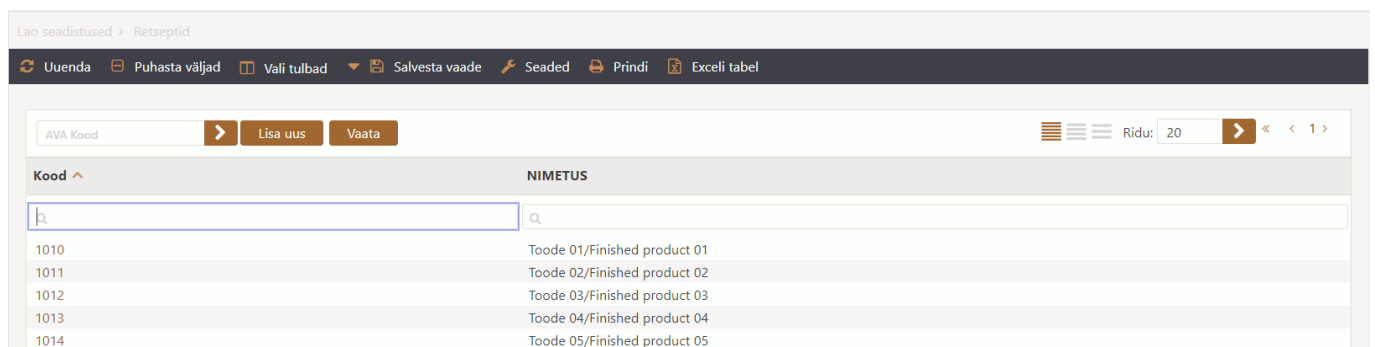 Lao seadistused > Retseptid
Uuenda Puhasta väljad Vali tulbad Salvesta vaade Seaded Prindi Exceli tabel
AVA Kood Lisa uus Vaata Ridu: 20 « < 1 >
Kood NIMETUS
1010 Toode 01/Finished product 01
1011 Toode 02/Finished product 02
1012 Toode 03/Finished product 03
1013 Toode 04/Finished product 04
1014 Toode 05/Finished product 05